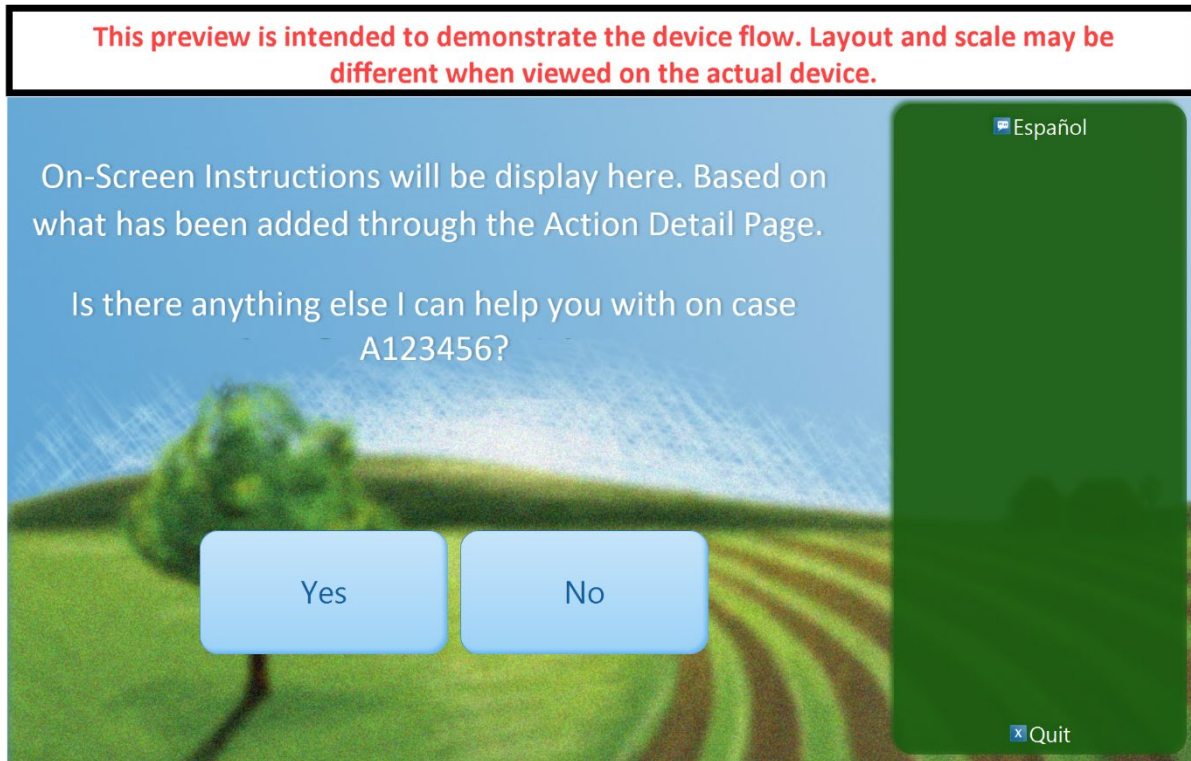 This preview is intended to demonstrate the device flow. Layout and scale may be
different when viewed on the actual device.
Español
On-Screen Instructions will be display here. Based on
what has been added through the Action Detail Page.
Is there anything else I can help you with on case
A123456?
Yes
No
X Quit